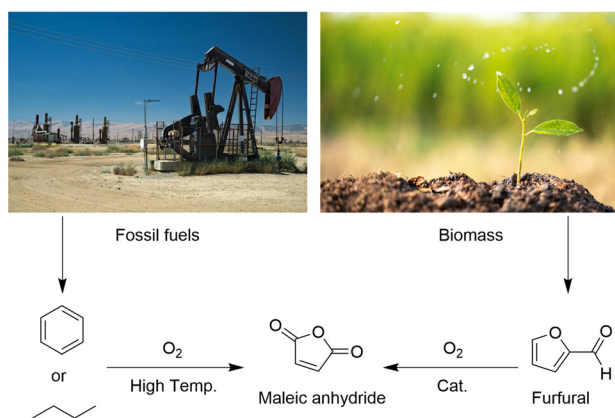 Fossil fuels
Biomass
or
O₂
High Temp.
O
O
O
Maleic anhydride
O₂
Cat.
O
O
H
Furfural